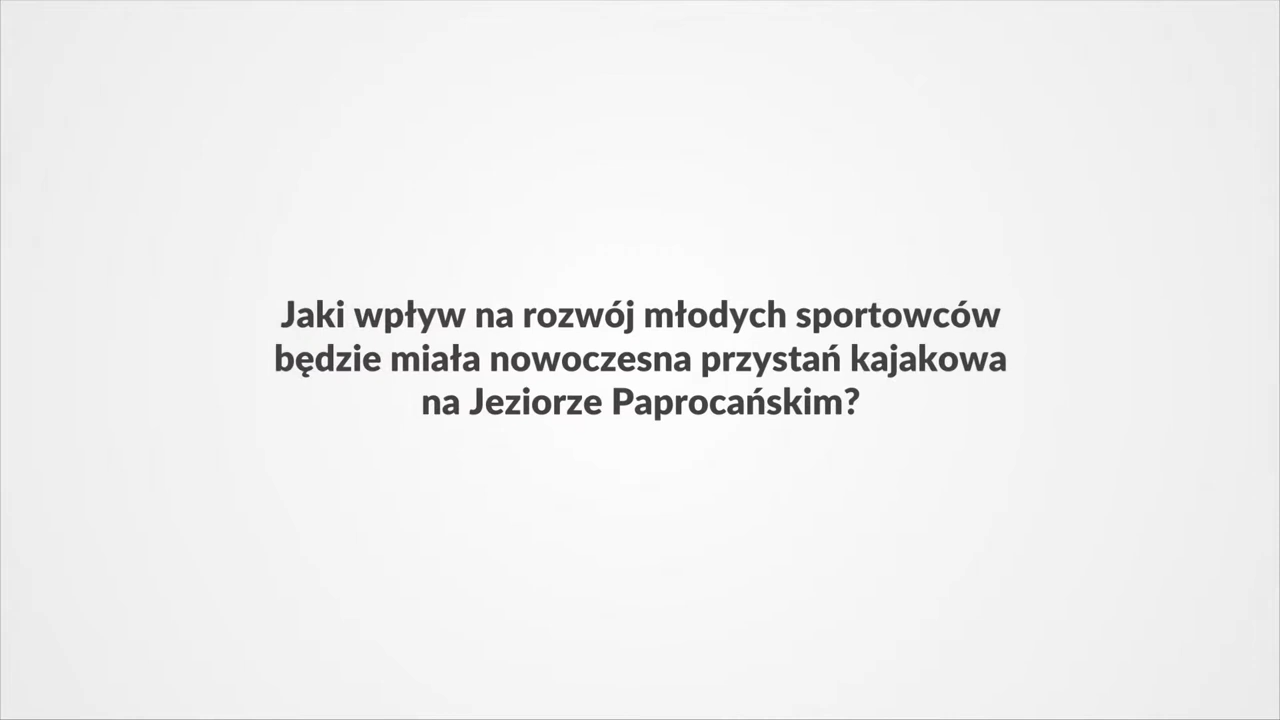 Jaki wpływ na rozwój młodych sportowców
będzie miała nowoczesna przystań kajakowa
na Jeziorze Paprocańskim?